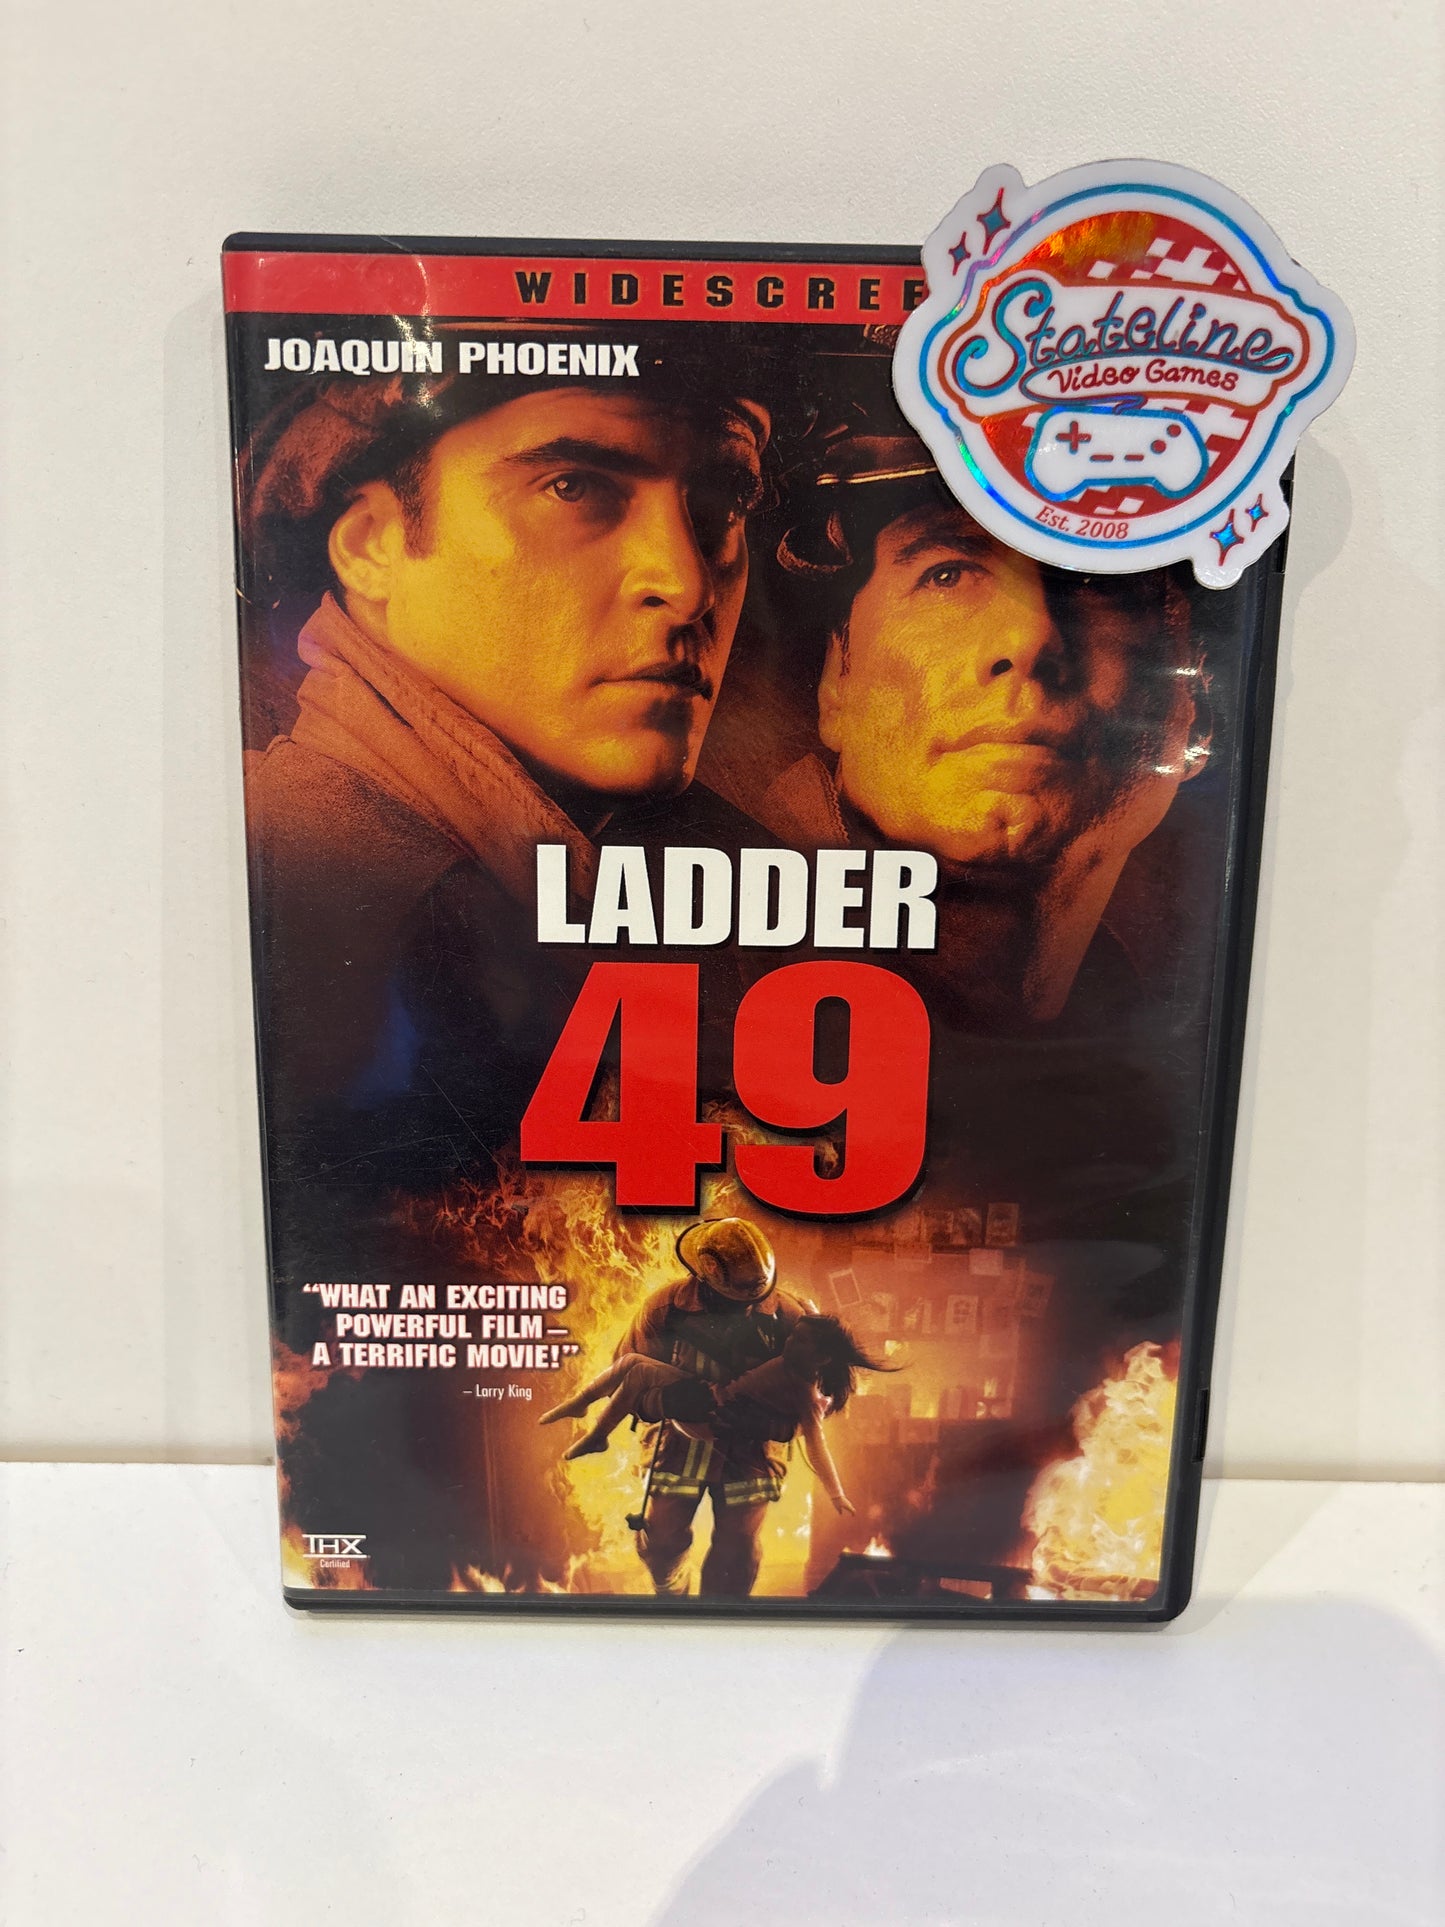 WIDESCREE
JOAQUIN PHOENIX
Stateline
Video Games
Est. 2008
LADDER
49
“WHAT AN EXCITING
POWERFUL FILM–
A TERRIFIC MOVIE!”
– Larry King
THX
Certified